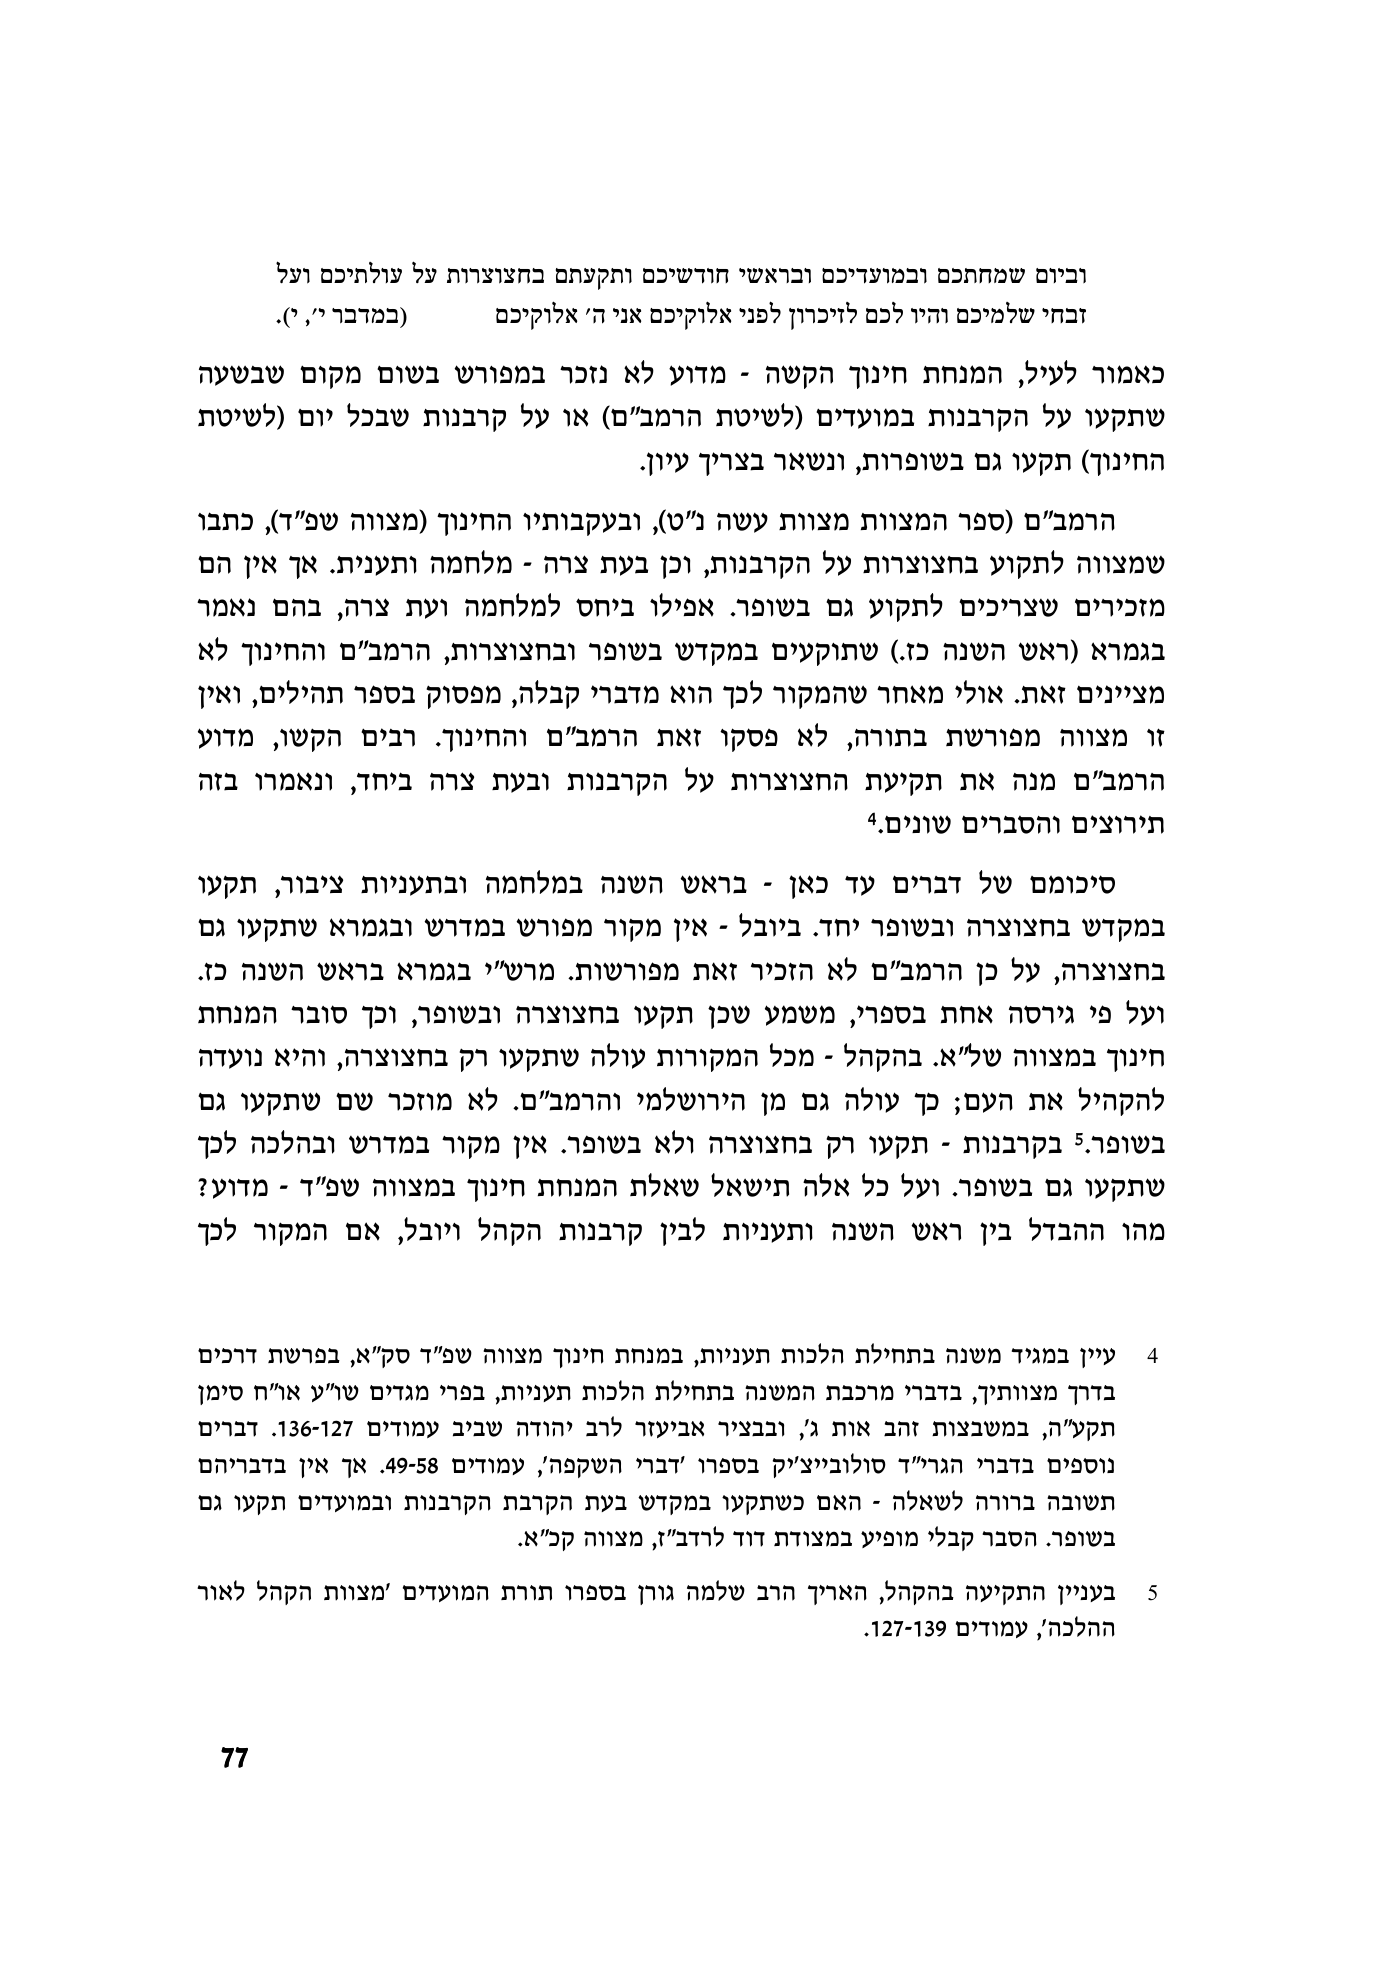 וביום שמחתכם ובמועדיכם ובראשי חודשיכם ותקעתם בחצוצרות על עולתיכם ועל
זבחי שלמיכם והיו לכם לזיכרון לפני אלוקיכם אני ה׳ אלוקיכם (במדבר י׳, י).
כאמור לעיל, המנחת חינוך הקשה - מדוע לא נזכר במפורש בשום מקום שבשעה
שתקעו על הקרבנות במועדים (לשיטת הרמב״ם) או על קרבנות שבכל יום (לשיטת
החינוך) תקעו גם בשופרות, ונשאר בצריך עיון.
הרמב״ם (ספר המצוות מצוות עשה נ״ט), ובעקבותיו החינוך (מצווה שפ״ד), כתבו
שמצווה לתקוע בחצוצרות על הקרבנות, וכן בעת צרה - מלחמה ותענית. אך אין הם
מזכירים שצריכים לתקוע גם בשופר. אפילו ביחס למלחמה ועת צרה, בהם נאמר
בגמרא (ראש השנה כז.) שתוקעים במקדש בשופר ובחצוצרות, הרמב״ם והחינוך לא
מציינים זאת. אולי מאחר שהמקור לכך הוא מדברי קבלה, מפסוק בספר תהילים, ואין
זו מצווה מפורשת בתורה, לא פסקו זאת הרמב״ם והחינוך. רבים הקשו, מדוע
הרמב״ם מנה את תקיעת החצוצרות על הקרבנות ובעת צרה ביחד, ונאמרו בזה
תירוצים והסברים שונים.4
סיכומם של דברים עד כאן - בראש השנה במלחמה ובתעניות ציבור, תקעו
במקדש בחצוצרה ובשופר יחד. ביובל - אין מקור מפורש במדרש ובגמרא שתקעו גם
בחצוצרה, על כן הרמב״ם לא הזכיר זאת מפורשות. מרש״י בגמרא בראש השנה כז.
ועל פי גירסה אחת בספרי, משמע שכן תקעו בחצוצרה ובשופר, וכך סובר המנחת
חינוך במצווה של״א. בהקהל - מכל המקורות עולה שתקעו רק בחצוצרה, והיא נועדה
להקהיל את העם; כך עולה גם מן הירושלמי והרמב״ם. לא מוזכר שם שתקעו גם
בשופר.5 בקרבנות - תקעו רק בחצוצרה ולא בשופר. אין מקור במדרש ובהלכה לכך
שתקעו גם בשופר. ועל כל אלה תישאל שאלת המנחת חינוך במצווה שפ״ד - מדוע?
מהו ההבדל בין ראש השנה ותעניות לבין קרבנות הקהל ויובל, אם המקור לכך
4 עיין במגיד משנה בתחילת הלכות תעניות, במנחת חינוך מצווה שפ״ד סק״א, בפרשת דרכים
בדרך מצוותיך, בדברי מרכבת המשנה בתחילת הלכות תעניות, בפרי מגדים שו״ע או״ח סימן
תקע״ה, במשבצות זהב אות ג׳, ובבציר אביעזר לרב יהודה שביב עמודים 136-127. דברים
נוספים בדברי הגרי״ד סולובייצ׳יק בספרו ׳דברי השקפה׳, עמודים 49-58. אך אין בדבריהם
תשובה ברורה לשאלה - האם כשתקעו במקדש בעת הקרבת הקרבנות ובמועדים תקעו גם
בשופר. הסבר קבלי מופיע במצודת דוד לרדב״ז, מצווה קכ״א.
5 בעניין התקיעה בהקהל, האריך הרב שלמה גורן בספרו תורת המועדים ׳מצוות הקהל לאור
ההלכה׳, עמודים 127-139.
77